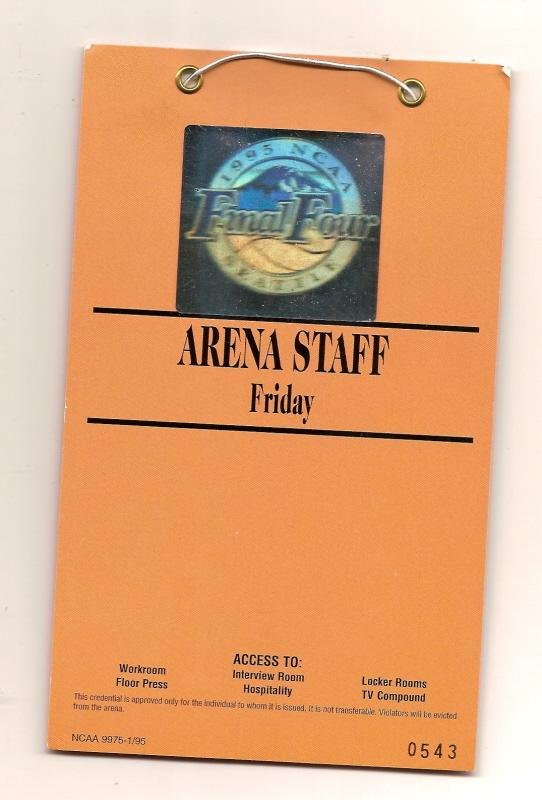 1995 NCAA
Final Four
SEATTLE
ARENA STAFF
Friday
ACCESS TO:
Workroom Interview Room Locker Rooms
Floor Press Hospitality TV Compound
This credential is approved only for the individual to whom it is issued. It is not transferable. Violators will be evicted
from the arena.
NCAA 9975-1/95
0543